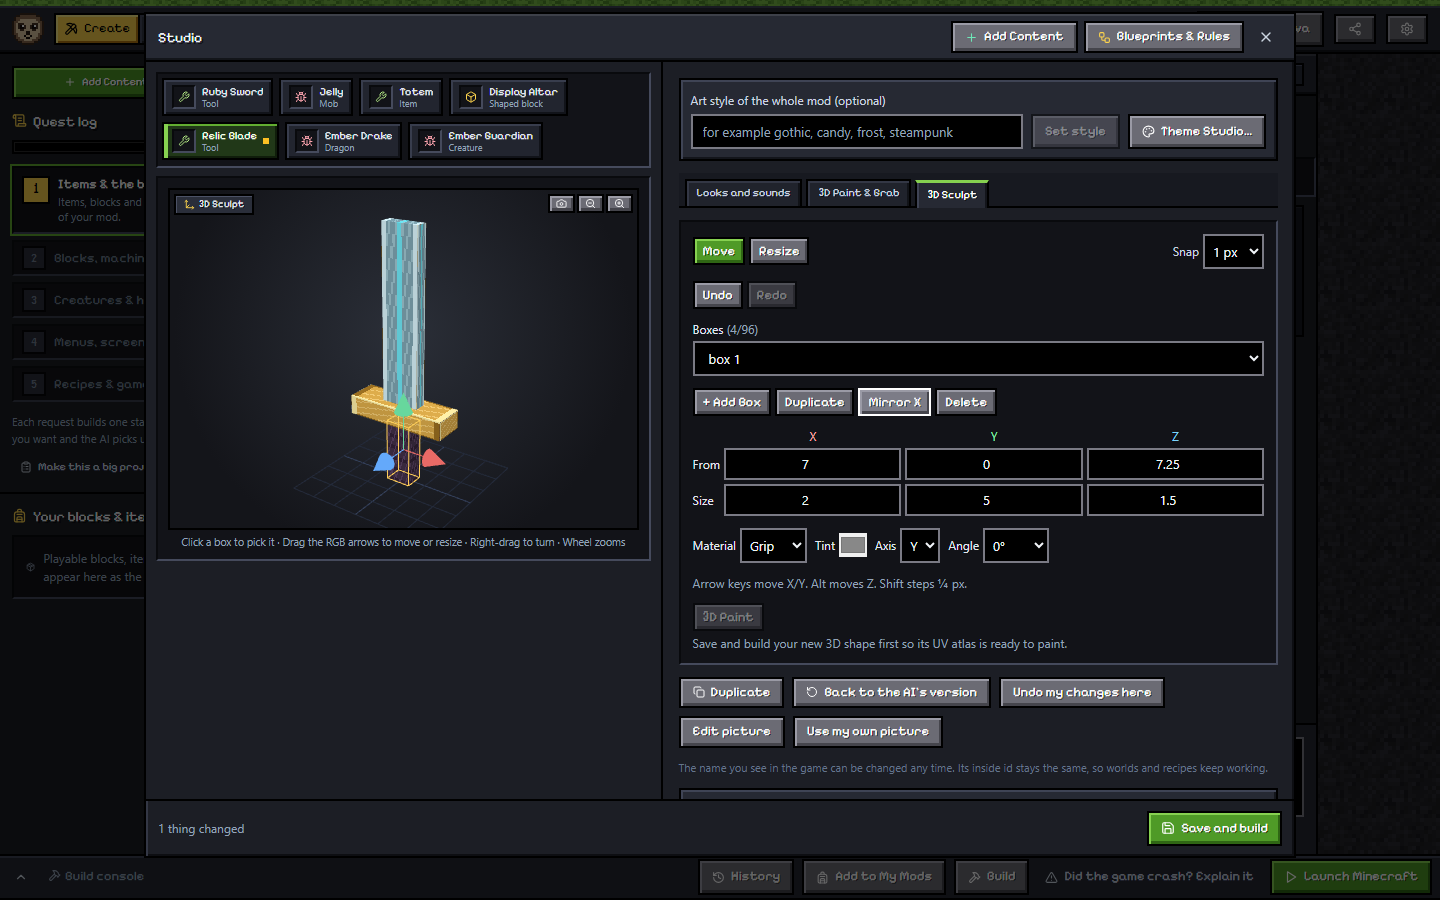 Create
Studio
+ Add Content
Blueprints & Rules
va
+ Add Content
Quest log
1
Items & the b
Items, blocks and
of your mod.
2
Blocks, machin
3
Creatures & h
4
Menus, screen
5
Recipes & game
Each request builds one sta
you want and the AI picks u
Make this a big proj
Your blocks & ite
Playable blocks, ite
appear here as the
Ruby Sword
Tool
Jelly
Mob
Totem
Item
Display Altar
Shaped block
Relic Blade
Tool
Ember Drake
Dragon
Ember Guardian
Creature
3D Sculpt
Click a box to pick it · Drag the RGB arrows to move or resize · Right-drag to turn · Wheel zooms
Art style of the whole mod (optional)
for example gothic, candy, frost, steampunk
Set style
Theme Studio...
Looks and sounds
3D Paint & Grab
3D Sculpt
Move
Resize
Snap
1 px
Undo
Redo
Boxes (4/96)
box 1
+ Add Box
Duplicate
Mirror X
Delete
X Y Z
From 7 0 7.25
Size 2 5 1.5
Material Grip Tint Axis Y Angle 0°
Arrow keys move X/Y. Alt moves Z. Shift steps ¼ px.
3D Paint
Save and build your new 3D shape first so its UV atlas is ready to paint.
Duplicate
Back to the AI's version
Undo my changes here
Edit picture
Use my own picture
The name you see in the game can be changed any time. Its inside id stays the same, so worlds and recipes keep working.
1 thing changed
Save and build
Build console
History
Add to My Mods
Build
Did the game crash? Explain it
Launch Minecraft